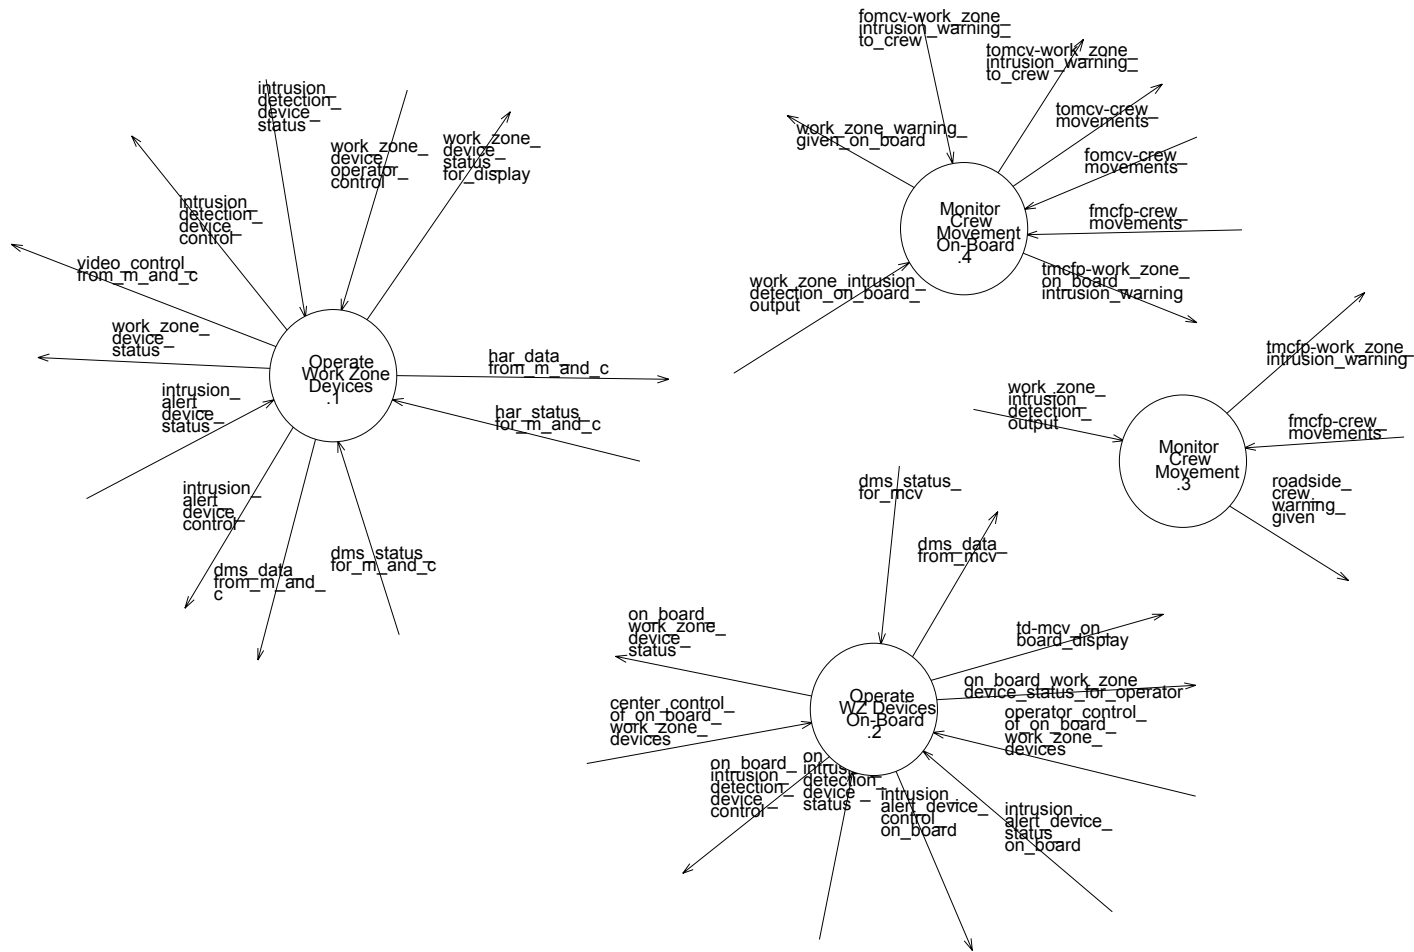 fomcv-work_zone_
intrusion_warning_
to_crew
tomcv-work_zone_
intrusion_warning_
to_crew
tomcv-crew_
movements
work_zone_warning_
given_on_board
fomcv-crew_
movements
fmcfp-crew_
movements
Monitor
Crew
Movement
On-Board
.4
tmcfp-work_zone_
on_board_
intrusion_warning
work_zone_intrusion_
detection_on_board_
output
intrusion_
detection_
device_
status
work_zone_
device_
operator_
control
work_zone_
device_
status_
for_display
intrusion_
detection_
device_
control
video_control_
from_m_and_c
work_zone_
device_
status
Operate
Work Zone
Devices
.1
har_data_
from_m_and_c
har_status_
for_m_and_c
intrusion_
alert_
device_
status
intrusion_
alert_
device_
control
dms_data_
from_m_and_
c
dms_status_
for_m_and_c
tmcfp-work_zone_
intrusion_warning
work_zone_
intrusion_
detection_
output
fmcfp-crew_
movements
Monitor
Crew
Movement
.3
roadside_
crew_
warning_
given
dms_status_
for_mcv
dms_data_
from_mcv
on_board_
work_zone_
device_
status
td-mcv_on_
board_display
on_board_work_zone_
device_status_for_operator
Operate
WZ Devices
On-Board
.2
center_control_
of_on_board_
work_zone_
devices
operator_control_
of_on_board_
work_zone_
devices
on_board_
intrusion_
detection_
device_
control
on_
intrus
detection_
device_
status
intrusion_
alert_device_
control_
on_board
intrusion_
alert_device_
status_
on_board